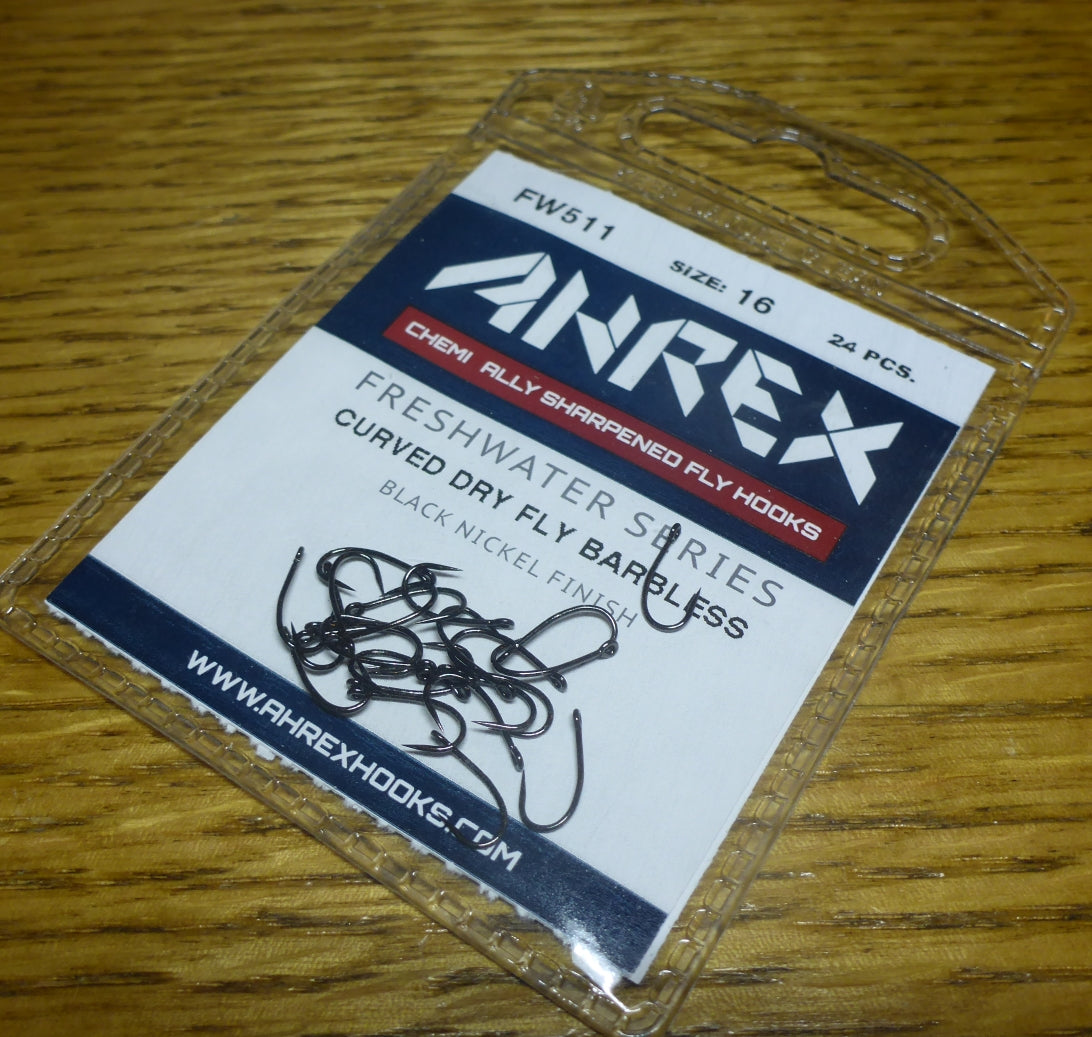 FW511 SIZE: 16 24 PCS.
AHREX
CHEMI ALLY SHARPENED FLY HOOKS
FRESHWATER SERIES
CURVED DRY FLY BARBLESS
BLACK NICKEL FINISH
WWW.AHREXHOOKS.COM